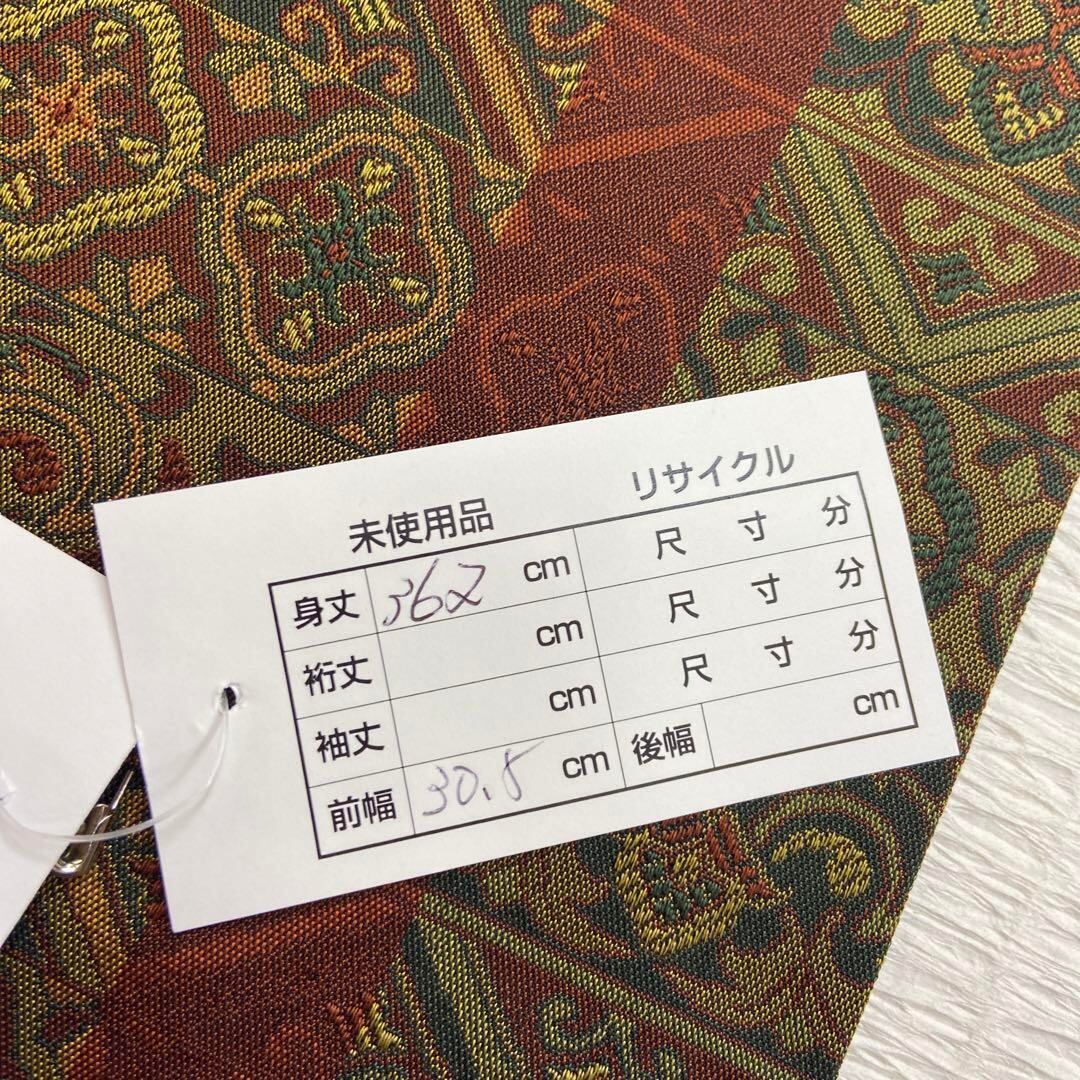 未使用品 リサイクル
身丈 362 cm 尺 寸 分
裄丈 cm 尺 寸 分
袖丈 cm 尺 寸 分
前幅 30.5 cm 後幅 cm